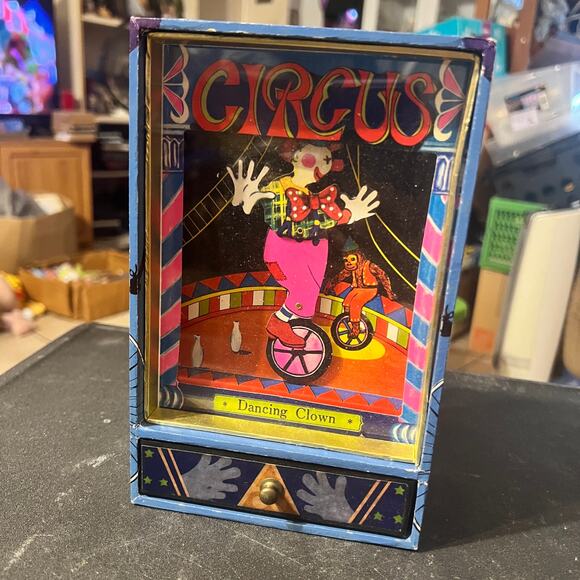 CIRCUS
* Dancing Clown *